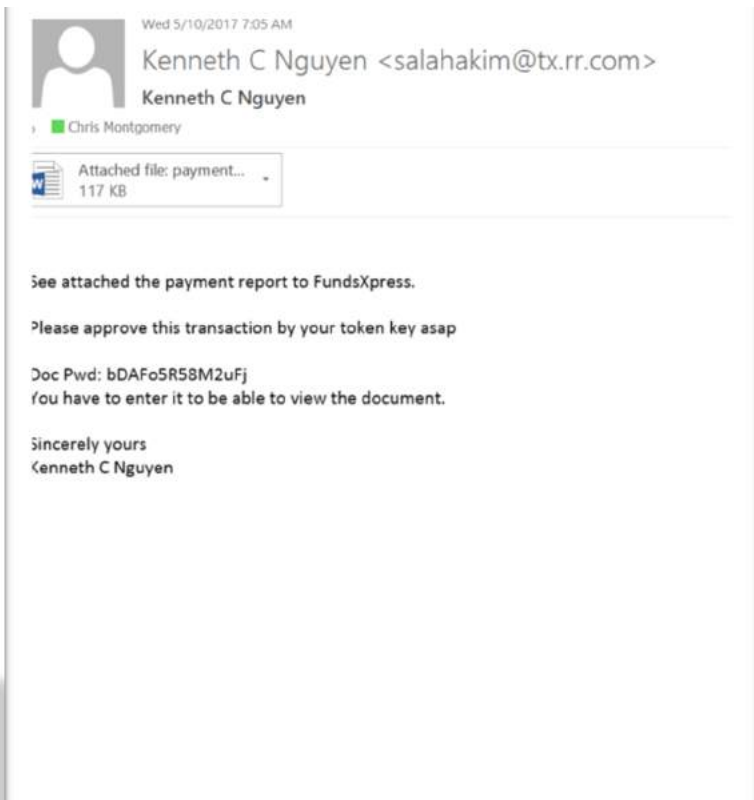 Wed 5/10/2017 7:05 AM
Kenneth C Nguyen <salahakim@tx.rr.com>
Kenneth C Nguyen
Chris Montgomery
Attached file: payment...
117 KB
See attached the payment report to FundsXpress.
Please approve this transaction by your token key asap
Doc Pwd: bDAFo5R58M2uFj
You have to enter it to be able to view the document.
Sincerely yours
Kenneth C Nguyen